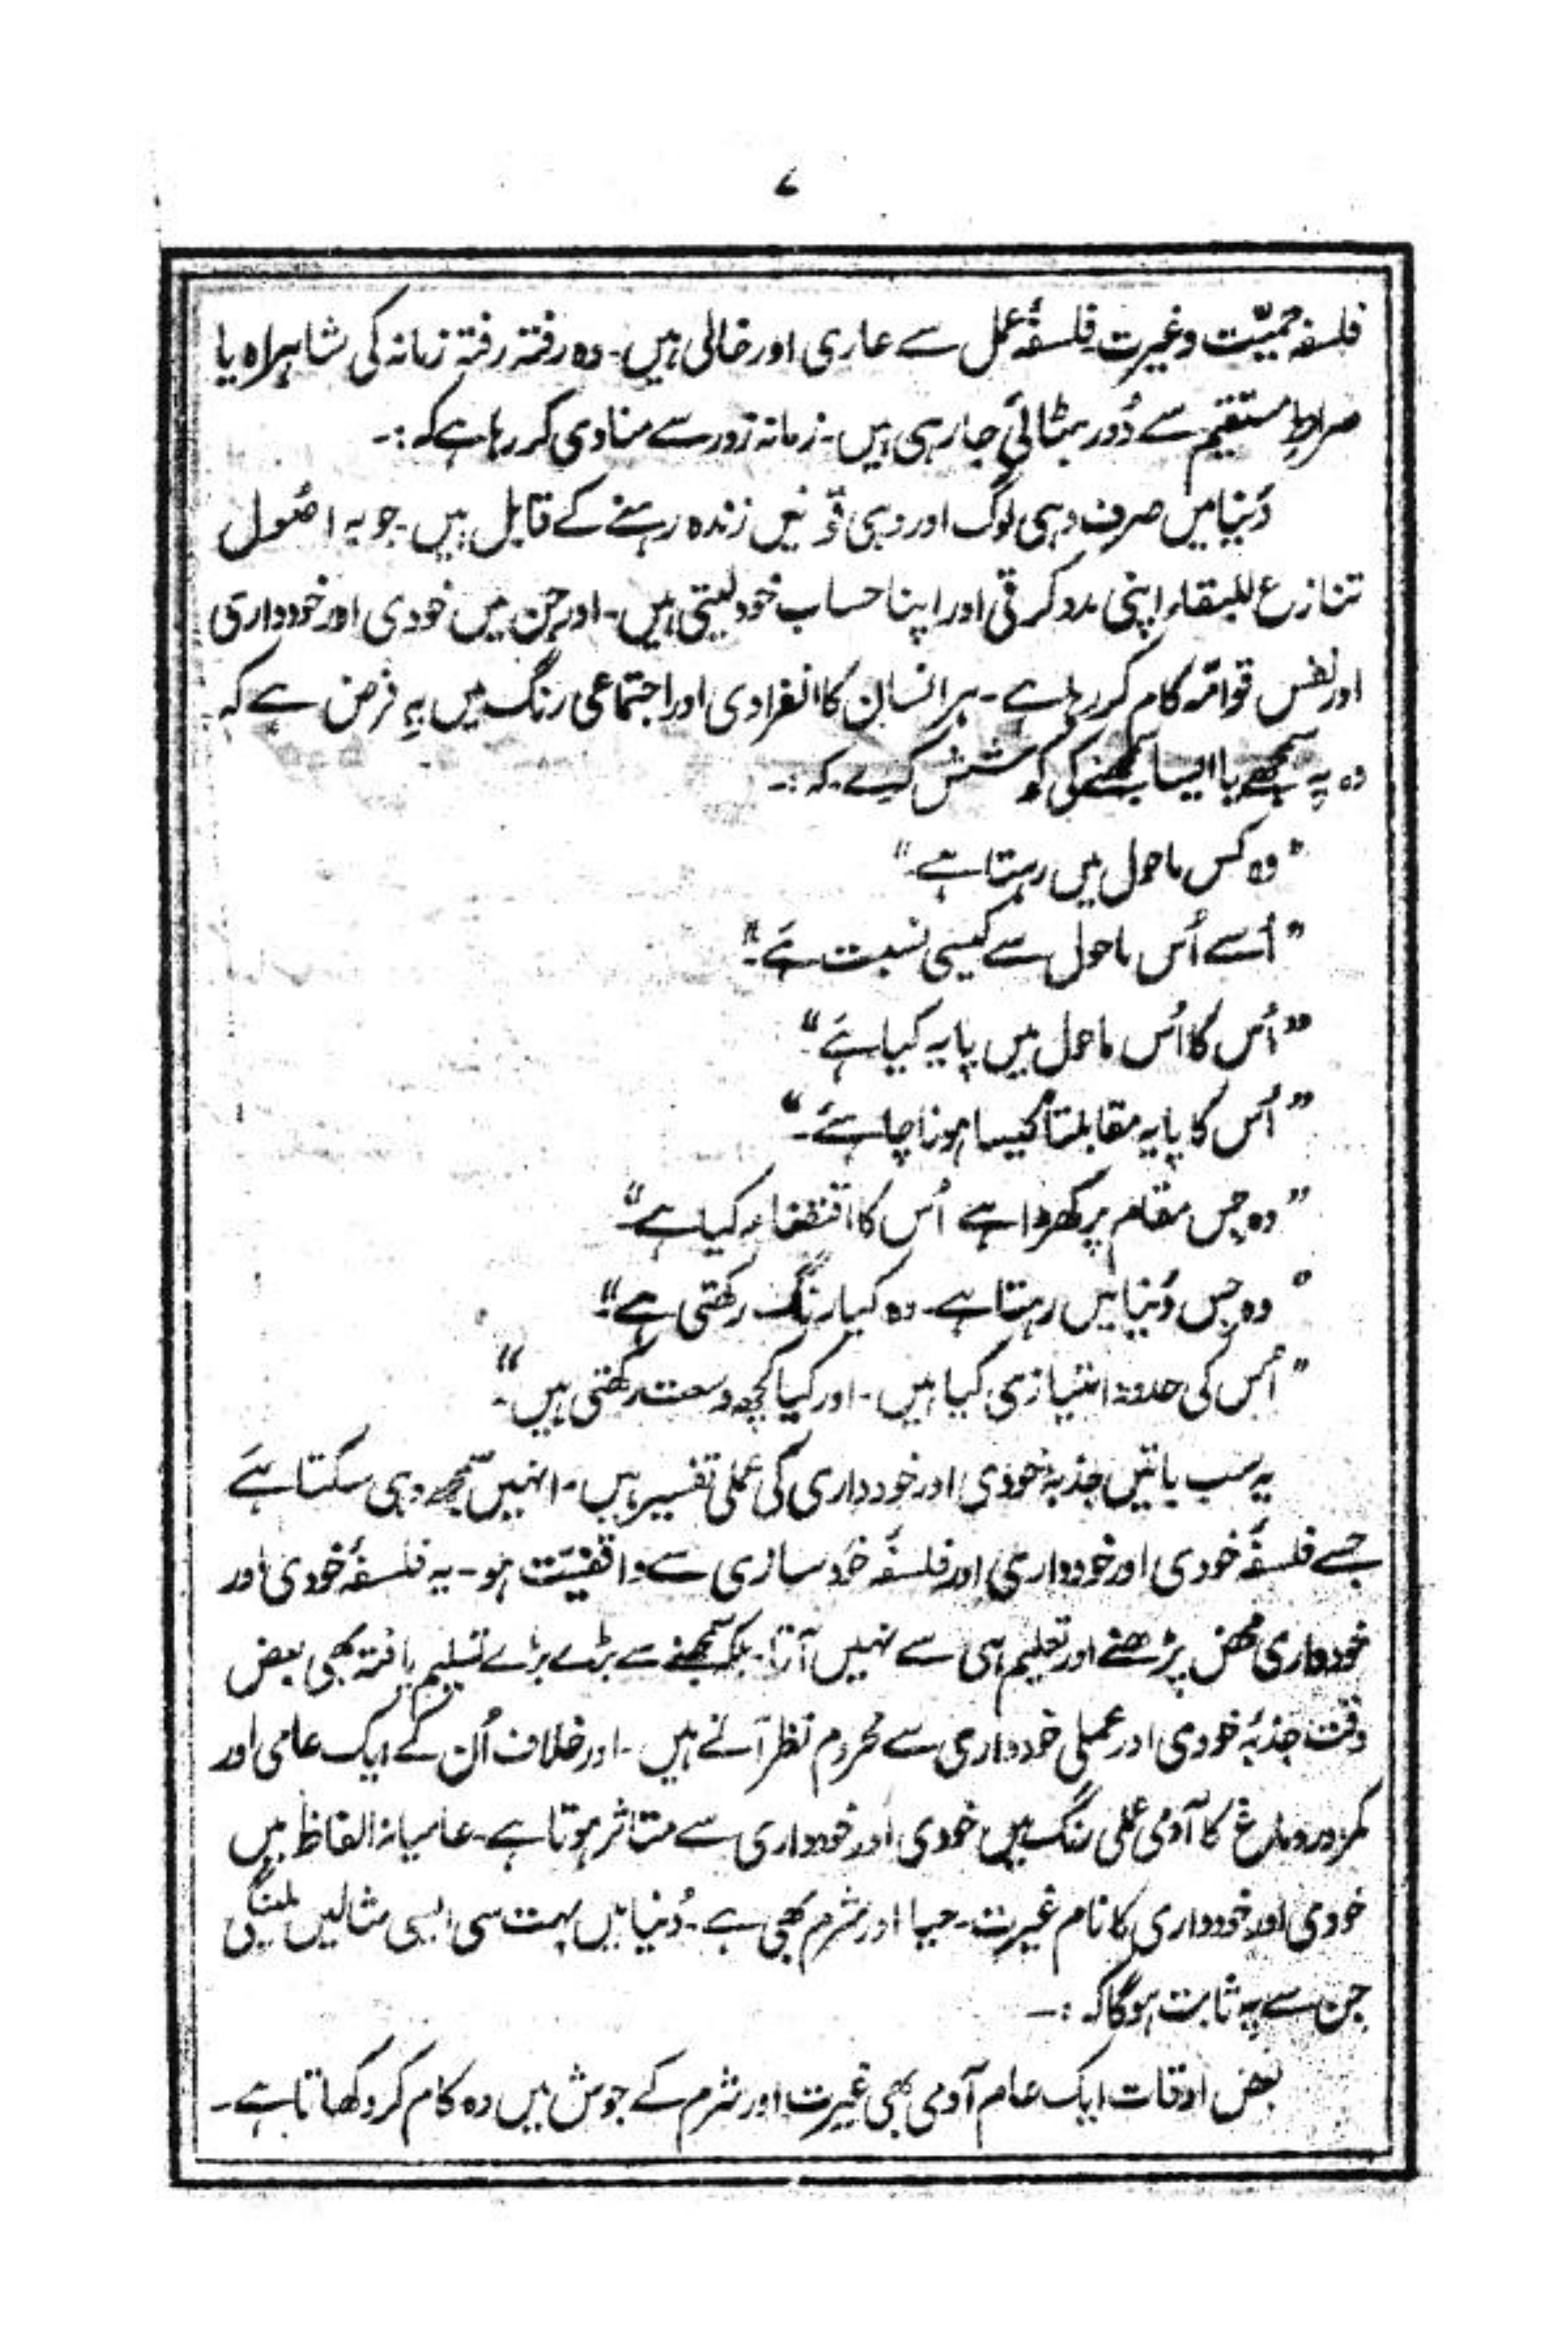 ۷
فلسفہ حمیّت و غیرت۔ فلسفۂ عمل سے عاری اور خالی ہیں۔ وہ رفتہ رفتہ زمانہ کی شاہراہ یا
صراطِ مستقیم سے دُور ہٹائی جا رہی ہیں۔ زمانہ زور سے منادی کر رہا ہے کہ:۔
دُنیا میں صرف وہی لوگ اور وہی قومیں زندہ رہنے کے قابل ہیں۔ جو بہ اصُول
تنازع للبقاء اپنی مدد کرتی اور اپنا حساب خود لیتی ہیں۔ اور جن میں خودی اور خودداری
اور نفس قوامہ کام کر رہا ہے۔ ہر انسان کا انفرادی اور اجتماعی رنگ میں یہ فرض ہے کہ
وہ یہ سمجھے یا ایسا سمجھنے کی کوشش کرے۔ کہ:۔
"وہ کس ماحول میں رہتا ہے"
"اُسے اُس ماحول سے کیسی نسبت ہے۔"
"اُس کا اُس ماحول میں پایہ کیا ہے"
"اُس کا پایہ مقابلتاً کیسا ہونا چاہئے۔"
"وہ جس مقام پر کھڑا ہے اُس کا اقتضاء کیا ہے"
"وہ جس دُنیا میں رہتا ہے۔ وہ کیا رنگ رکھتی ہے"
"اُس کی حدود امتیازی کیا ہیں۔ اور کیا کچھ وسعت رکھتی ہیں"۔
یہ سب باتیں جذبۂ خودی اور خودداری کی عملی تفسیر ہیں۔ انہیں سمجھ وہی سکتا ہے
جسے فلسفۂ خودی اور خودداری اور فلسفۂ خود سازی سے واقفیّت ہو۔ یہ فلسفۂ خودی اور
خودداری محض پڑھنے اور تعلیم ہی سے نہیں آتا۔ بلکہ سمجھنے سے بڑے بڑے تعلیم یافتہ بھی بعض
وقت جذبۂ خودی اور عملی خودداری سے محروم نظر آتے ہیں۔ اور خلاف اُن کے ایک عامی اور
کمزور دماغ کا آدمی عملی رنگ میں خودی اور خودداری سے متاثر ہوتا ہے۔ عامیانہ الفاظ میں
خودی اور خودداری کا نام غیرت۔ حیا اور شرم بھی ہے۔ دُنیا میں بہت سی ایسی مثالیں ملینگی
جن سے یہ ثابت ہوگا کہ:۔
بعض اوقات ایک عام آدمی بھی غیرت اور شرم کے جوش میں وہ کام کر دکھاتا ہے۔